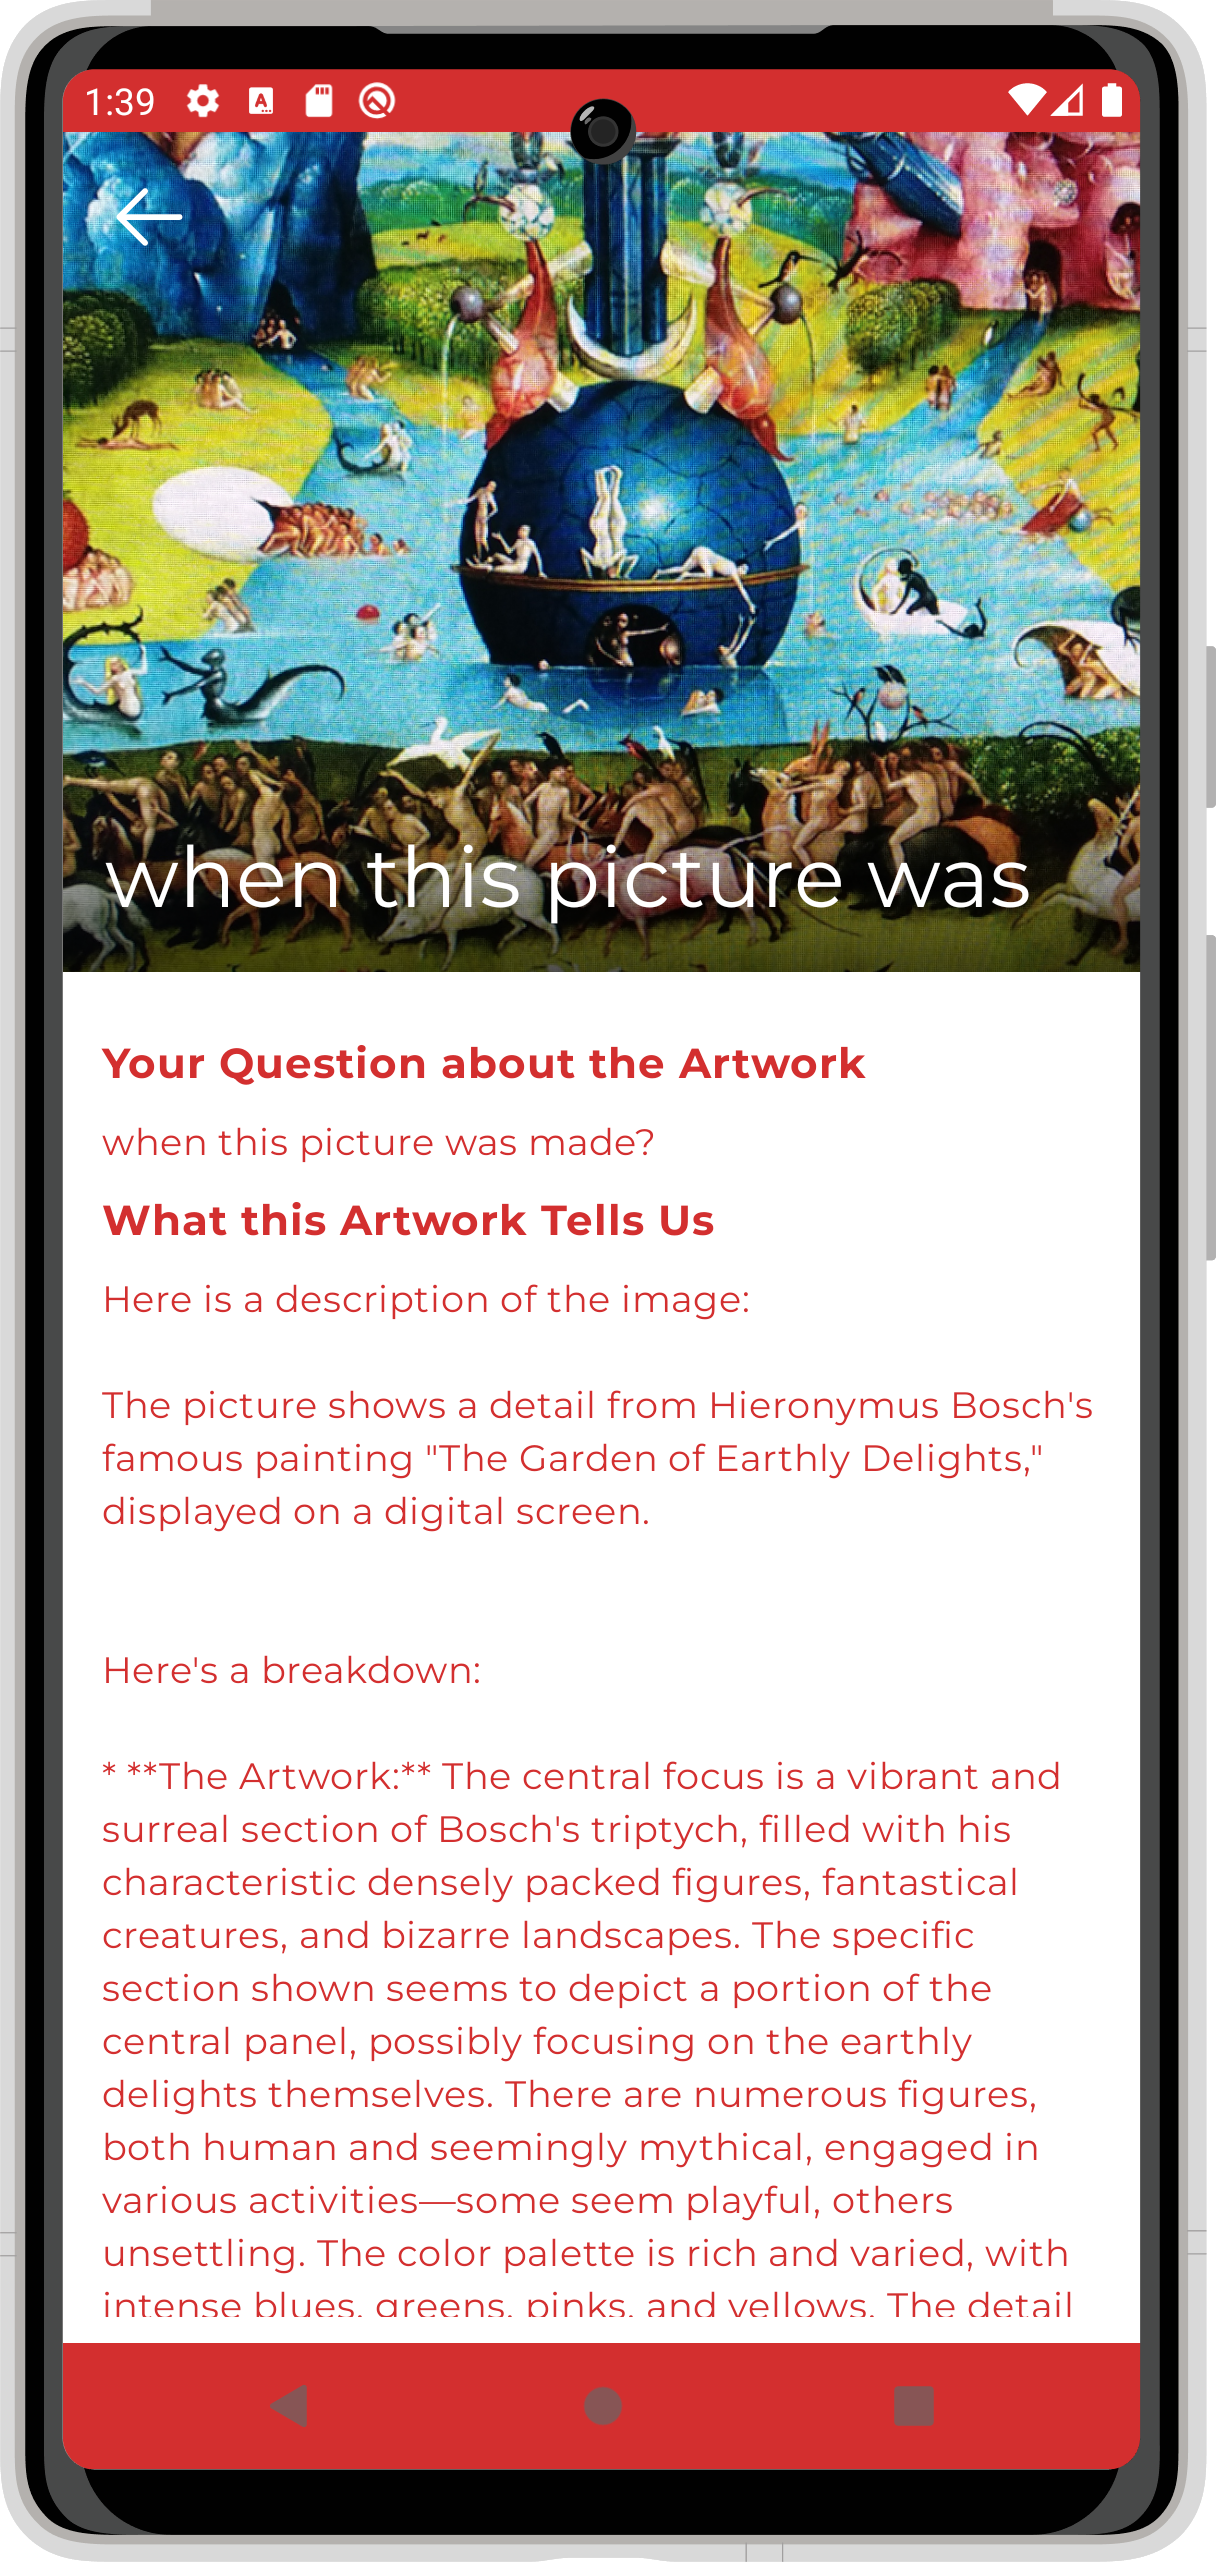 1:39
when this picture was
Your Question about the Artwork
when this picture was made?
What this Artwork Tells Us
Here is a description of the image:
The picture shows a detail from Hieronymus Bosch's
famous painting "The Garden of Earthly Delights,"
displayed on a digital screen.
Here's a breakdown:
* **The Artwork:** The central focus is a vibrant and
surreal section of Bosch's triptych, filled with his
characteristic densely packed figures, fantastical
creatures, and bizarre landscapes. The specific
section shown seems to depict a portion of the
central panel, possibly focusing on the earthly
delights themselves. There are numerous figures,
both human and seemingly mythical, engaged in
various activities—some seem playful, others
unsettling. The color palette is rich and varied, with
intense blues, greens, pinks, and yellows. The detail